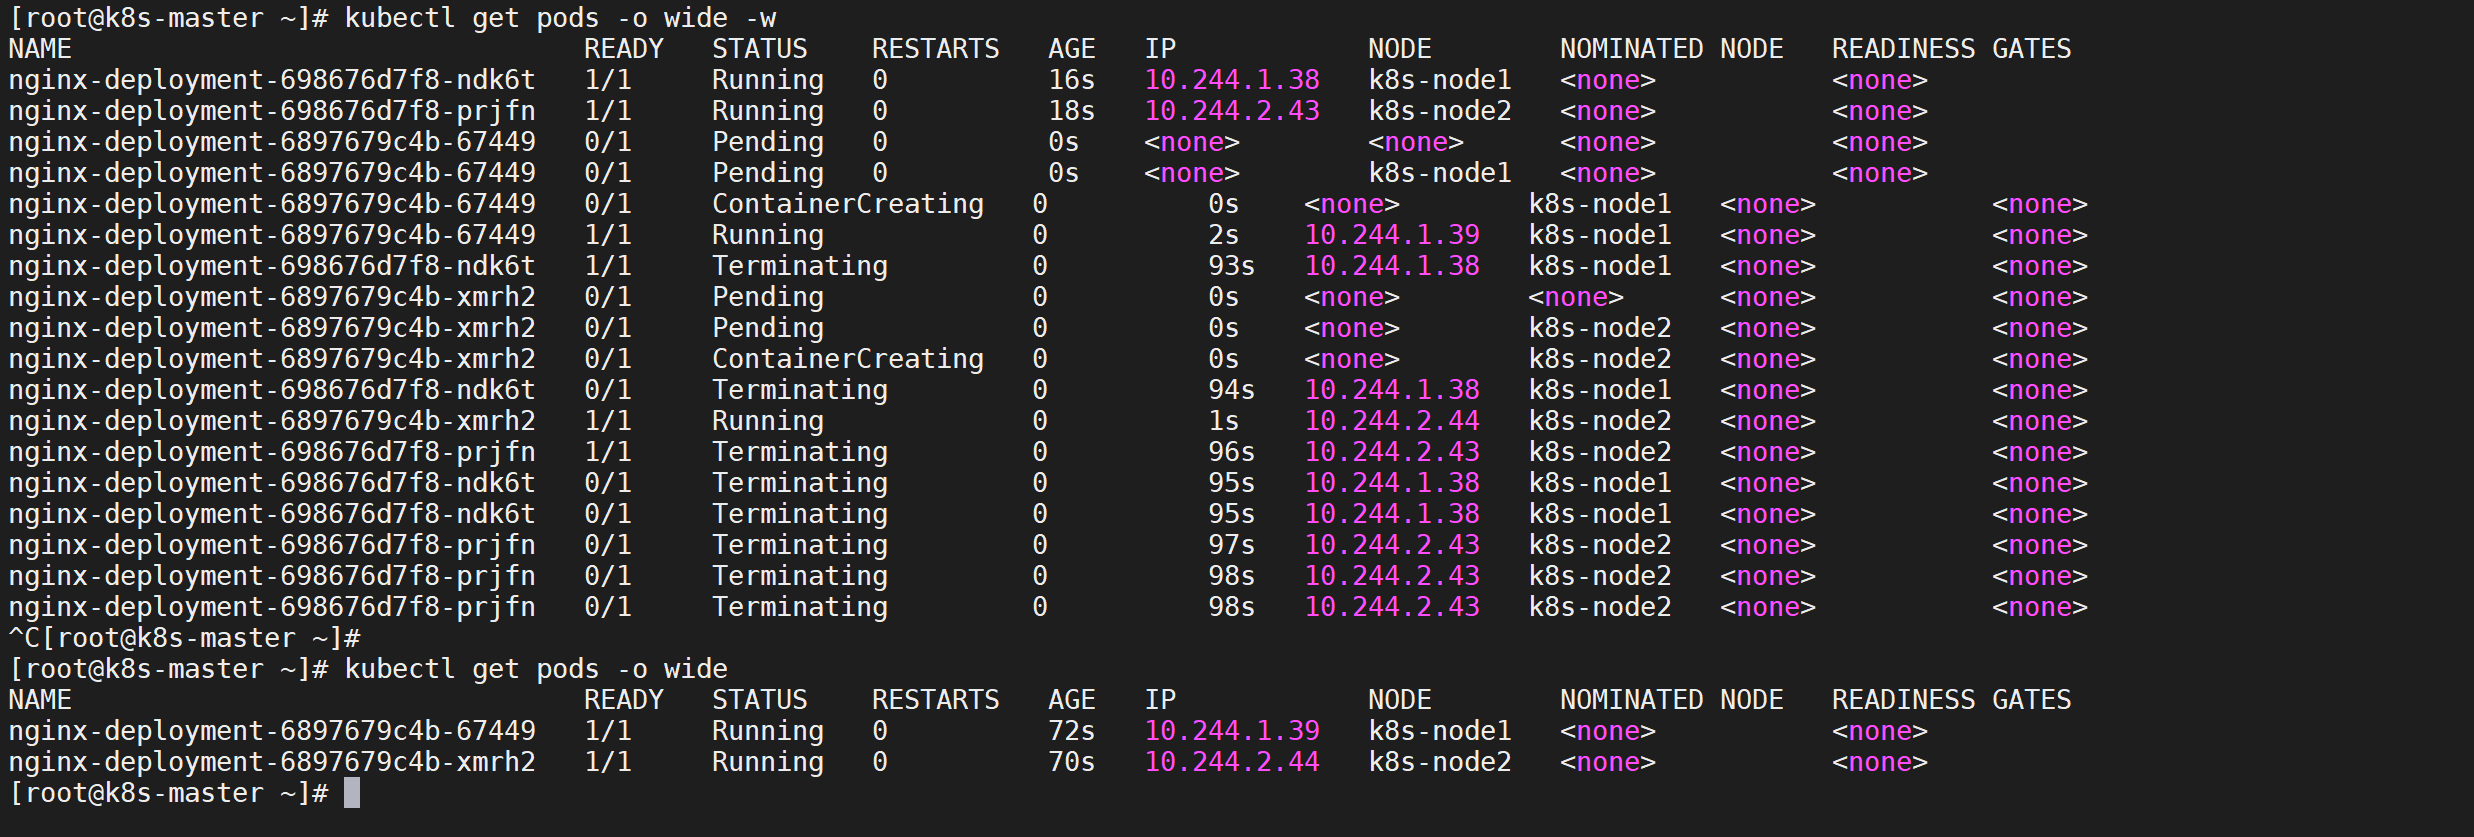 [root@k8s-master ~]# kubectl get pods -o wide -w
NAME                                READY   STATUS    RESTARTS   AGE   IP            NODE        NOMINATED NODE   READINESS GATES
nginx-deployment-698676d7f8-ndk6t   1/1     Running   0          16s   10.244.1.38   k8s-node1   <none>           <none>
nginx-deployment-698676d7f8-prjfn   1/1     Running   0          18s   10.244.2.43   k8s-node2   <none>           <none>
nginx-deployment-6897679c4b-67449   0/1     Pending   0          0s    <none>        <none>      <none>           <none>
nginx-deployment-6897679c4b-67449   0/1     Pending   0          0s    <none>        k8s-node1   <none>           <none>
nginx-deployment-6897679c4b-67449   0/1     ContainerCreating   0          0s    <none>        k8s-node1   <none>           <none>
nginx-deployment-6897679c4b-67449   1/1     Running             0          2s    10.244.1.39   k8s-node1   <none>           <none>
nginx-deployment-698676d7f8-ndk6t   1/1     Terminating         0          93s   10.244.1.38   k8s-node1   <none>           <none>
nginx-deployment-6897679c4b-xmrh2   0/1     Pending             0          0s    <none>        <none>      <none>           <none>
nginx-deployment-6897679c4b-xmrh2   0/1     Pending             0          0s    <none>        k8s-node2   <none>           <none>
nginx-deployment-6897679c4b-xmrh2   0/1     ContainerCreating   0          0s    <none>        k8s-node2   <none>           <none>
nginx-deployment-698676d7f8-ndk6t   0/1     Terminating         0          94s   10.244.1.38   k8s-node1   <none>           <none>
nginx-deployment-6897679c4b-xmrh2   1/1     Running             0          1s    10.244.2.44   k8s-node2   <none>           <none>
nginx-deployment-698676d7f8-prjfn   1/1     Terminating         0          96s   10.244.2.43   k8s-node2   <none>           <none>
nginx-deployment-698676d7f8-ndk6t   0/1     Terminating         0          95s   10.244.1.38   k8s-node1   <none>           <none>
nginx-deployment-698676d7f8-ndk6t   0/1     Terminating         0          95s   10.244.1.38   k8s-node1   <none>           <none>
nginx-deployment-698676d7f8-prjfn   0/1     Terminating         0          97s   10.244.2.43   k8s-node2   <none>           <none>
nginx-deployment-698676d7f8-prjfn   0/1     Terminating         0          98s   10.244.2.43   k8s-node2   <none>           <none>
nginx-deployment-698676d7f8-prjfn   0/1     Terminating         0          98s   10.244.2.43   k8s-node2   <none>           <none>
^C[root@k8s-master ~]#
[root@k8s-master ~]# kubectl get pods -o wide
NAME                                READY   STATUS    RESTARTS   AGE   IP            NODE        NOMINATED NODE   READINESS GATES
nginx-deployment-6897679c4b-67449   1/1     Running   0          72s   10.244.1.39   k8s-node1   <none>           <none>
nginx-deployment-6897679c4b-xmrh2   1/1     Running   0          70s   10.244.2.44   k8s-node2   <none>           <none>
[root@k8s-master ~]#